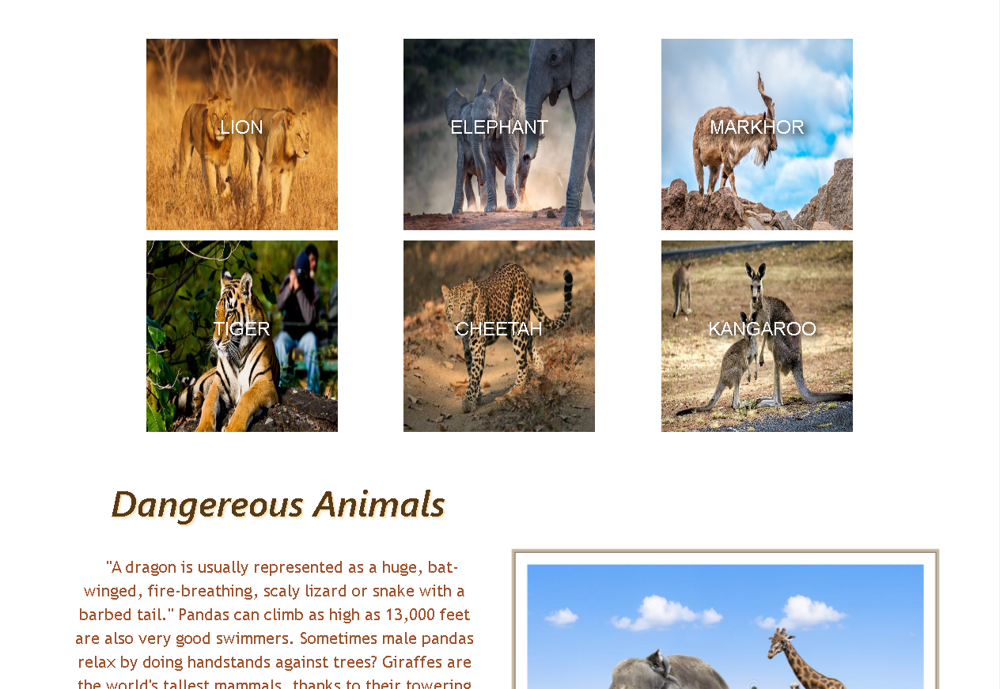 LION
ELEPHANT
MARKHOR
TIGER
CHEETAH
KANGAROO
Dangereous Animals
"A dragon is usually represented as a huge, bat-
winged, fire-breathing, scaly lizard or snake with a
barbed tail." Pandas can climb as high as 13,000 feet
are also very good swimmers. Sometimes male pandas
relax by doing handstands against trees? Giraffes are
the world's tallest mammals, thanks to their towering